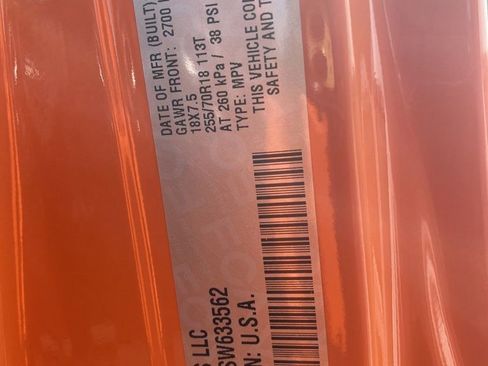 DATE OF MFR (BUILT)
GAWR FRONT: 2700
18X7.5
255/70R18 113T
AT 260 kPa / 38 PSI
TYPE: MPV
THIS VEHICLE CO
SAFETY AND
S LLC
SW633562
N: U.S.A.